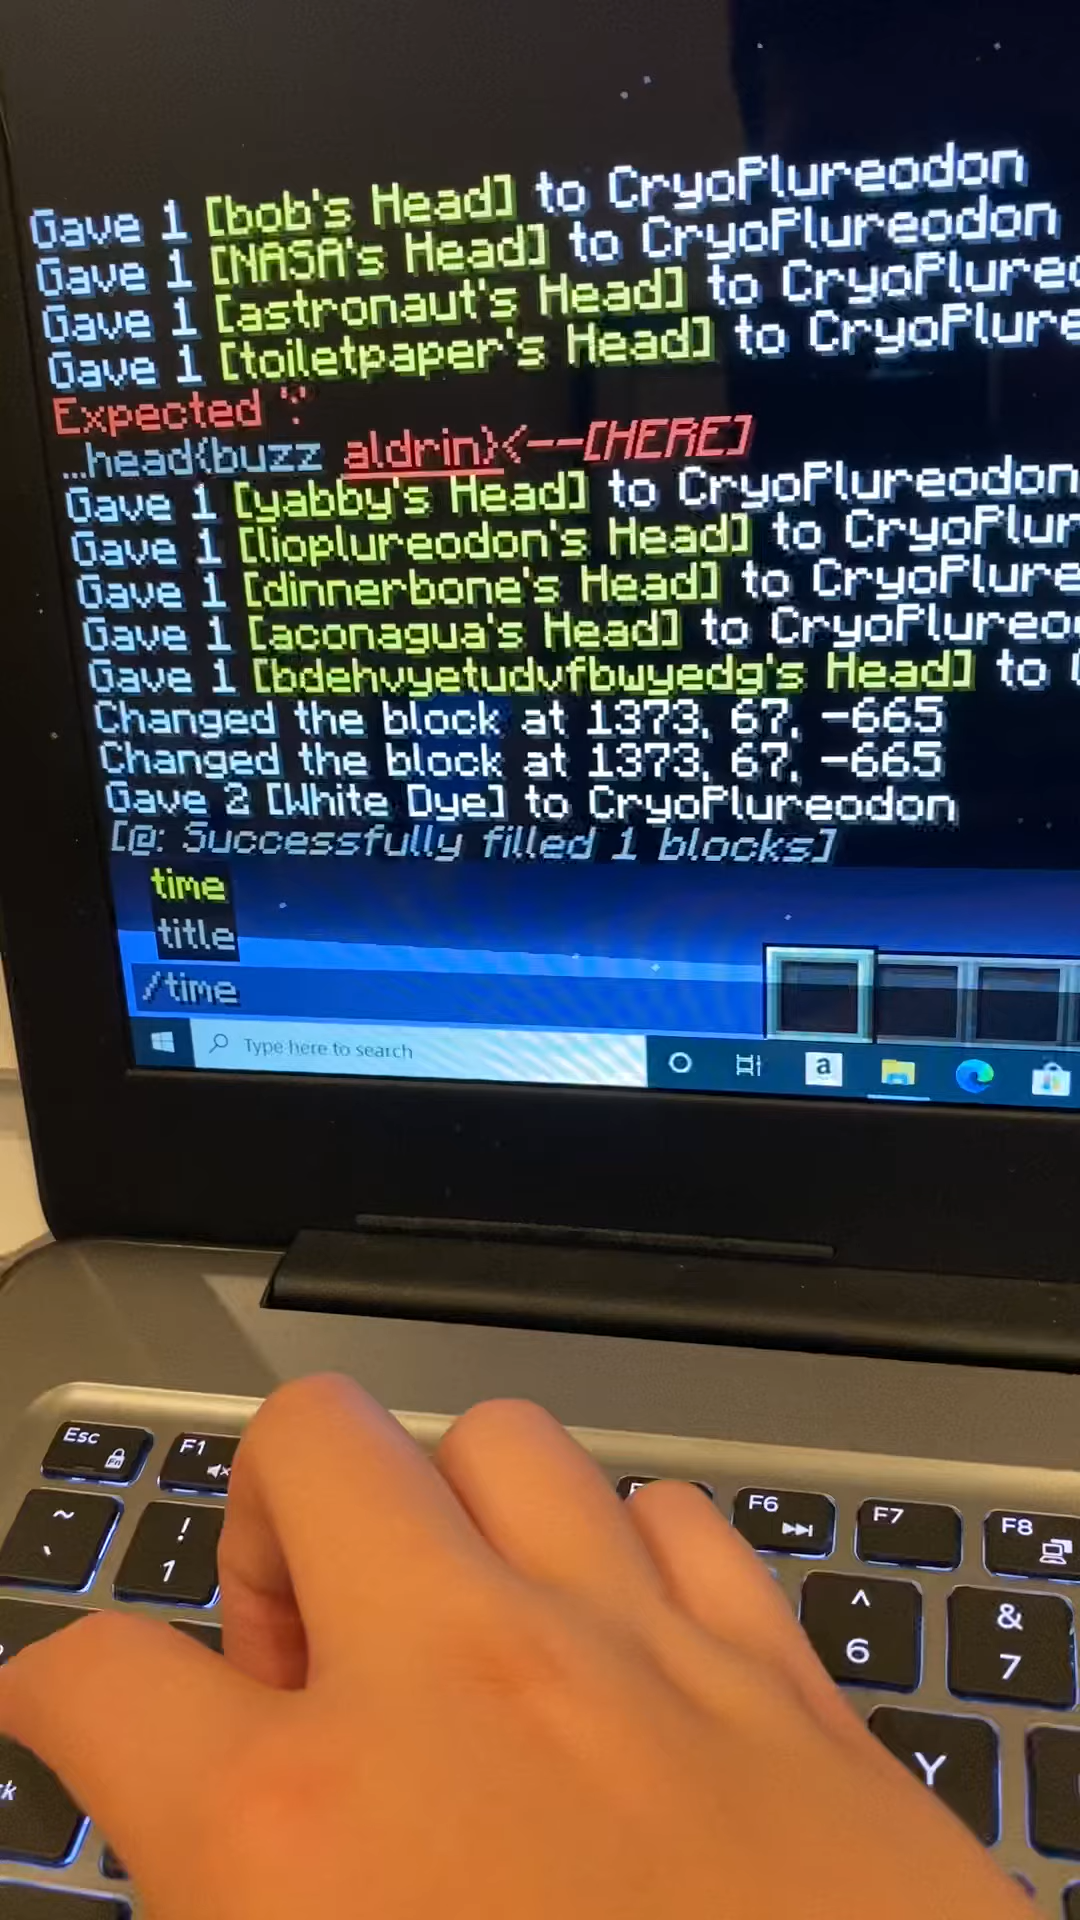 Gave 1 [bob's Head] to CryoPlureodon
Gave 1 [NASA's Head] to CryoPlureodon
Gave 1 [astronaut's Head] to CryoPlureo
Gave 1 [toiletpaper's Head] to CryoPlure
Expected ':'
...head{buzz aldrin}<--[HERE]
Gave 1 [yabby's Head] to CryoPlureodon
Gave 1 [lioplureodon's Head] to CryoPlur
Gave 1 [dinnerbone's Head] to CryoPlure
Gave 1 [aconagua's Head] to CryoPlureo
Gave 1 [bdehvyetudvfbwyedg's Head] to C
Changed the block at 1373, 67, -665
Changed the block at 1373, 67, -665
Gave 2 [White Dye] to CryoPlureodon
[@: Successfully filled 1 blocks]
time
title
/time
Type here to search
a
Esc
Fn
F1
F6
F7
F8
~
`
!
1
^
6
&
7
Y
k